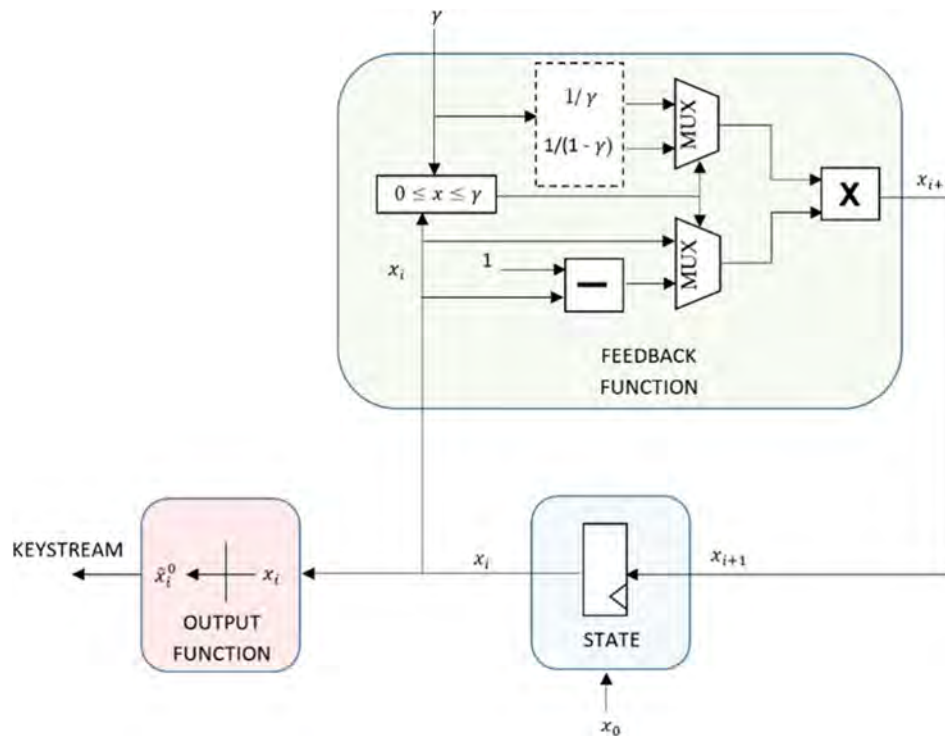 γ
1/ γ
1/(1 - γ)
MUX
0 ≤ x ≤ γ
X
x_{i+
x_i
1
MUX
FEEDBACK
FUNCTION
KEYSTREAM
x̂_i^0
x_i
OUTPUT
FUNCTION
x_i
x_{i+1}
STATE
x_0